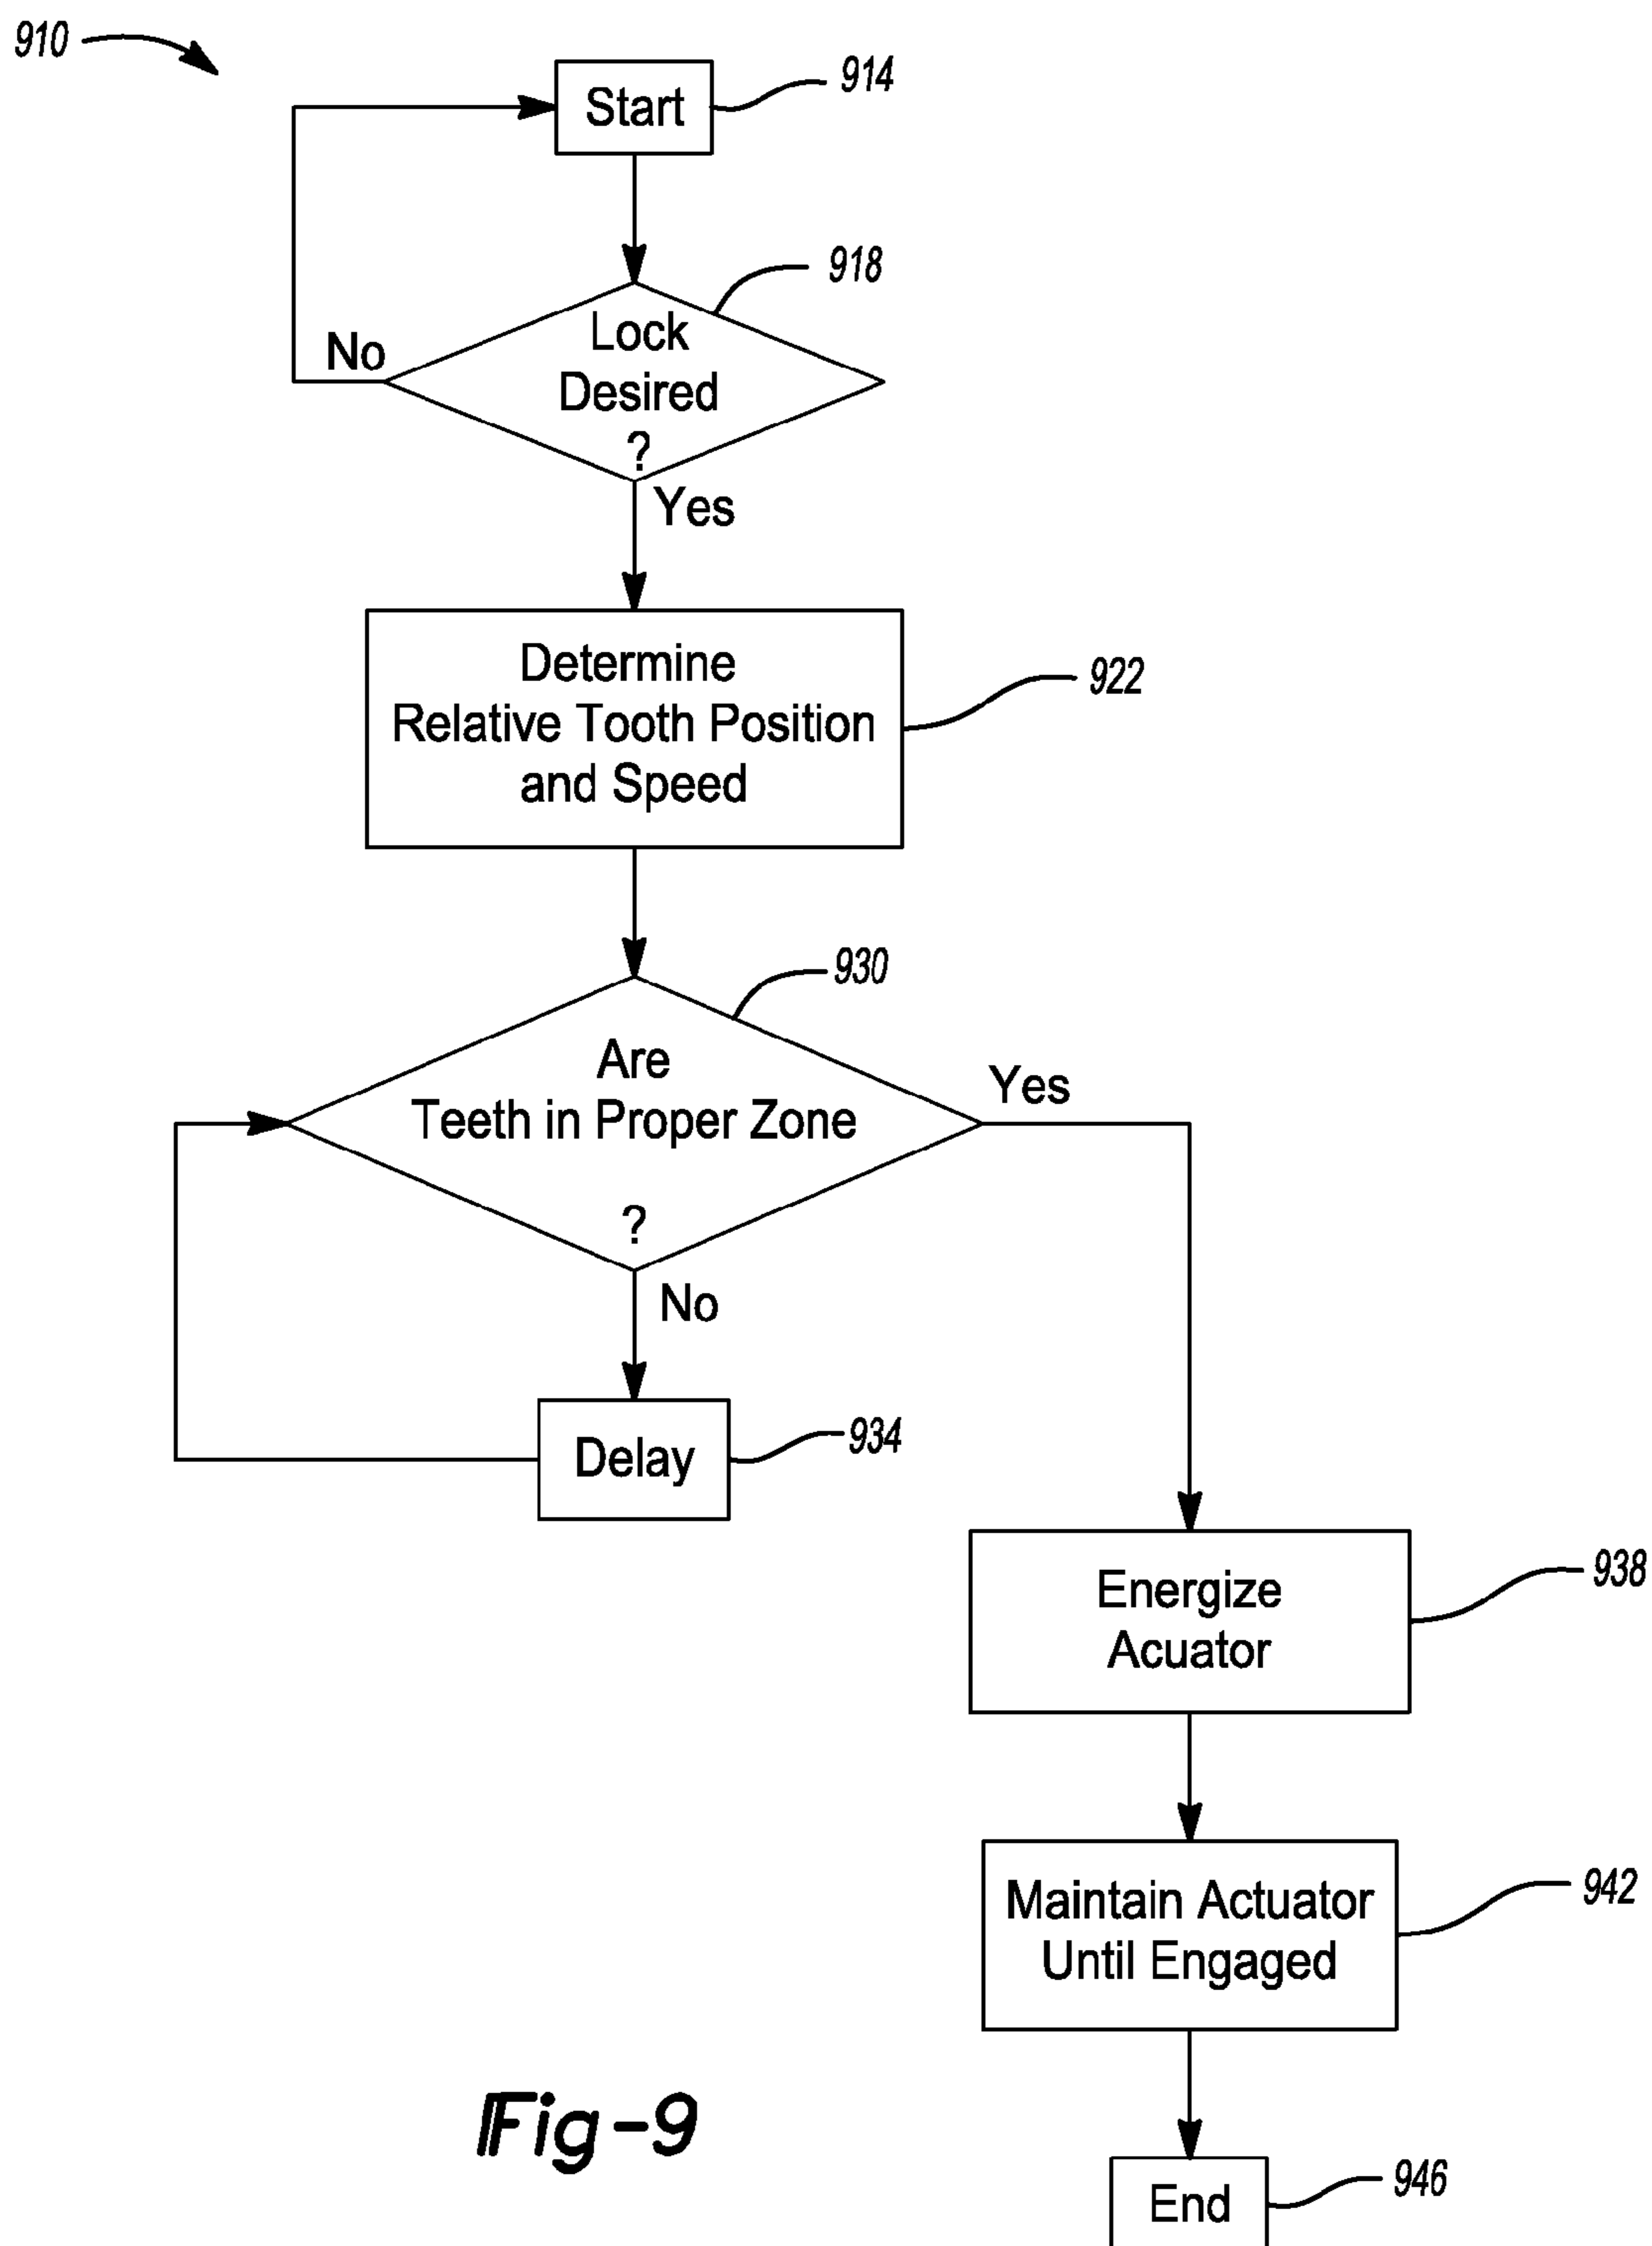 910
Start
914
918
Lock
Desired
?
No
Yes
Determine
Relative Tooth Position
and Speed
922
930
Are
Teeth in Proper Zone
?
Yes
No
Delay
934
Energize
Acuator
938
Maintain Actuator
Until Engaged
942
End
946
Fig-9